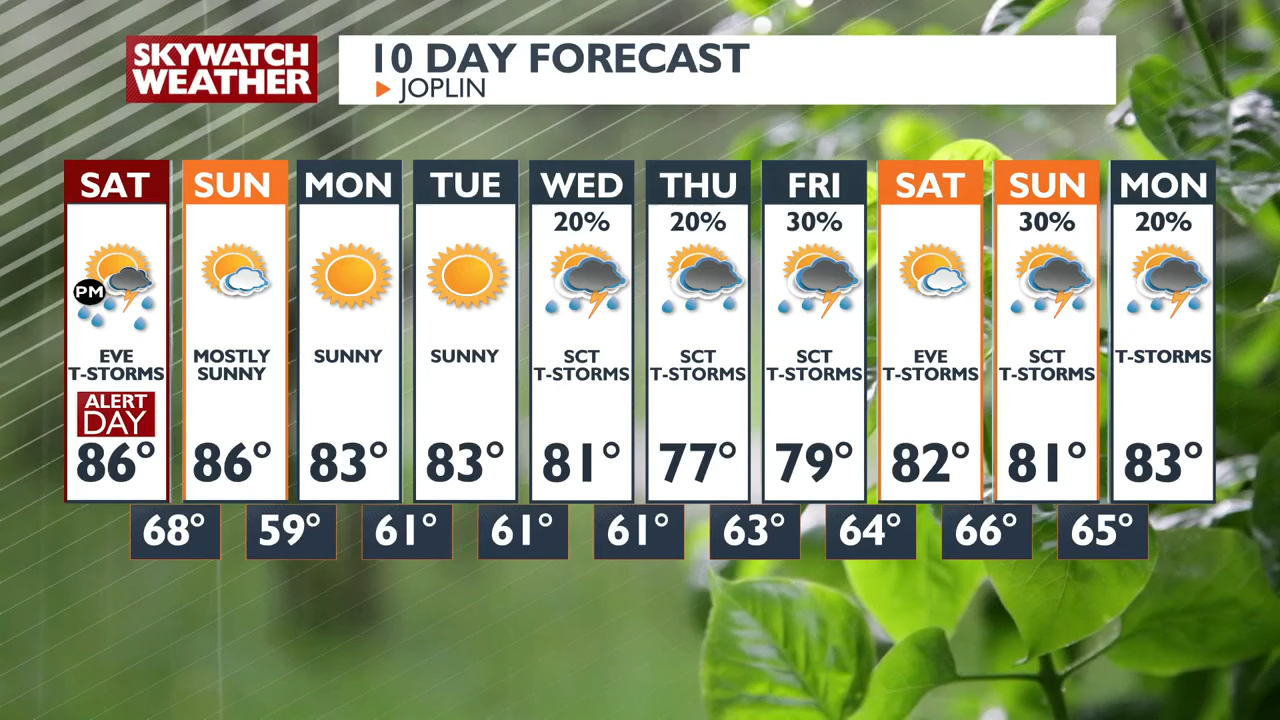 SKYWATCH
WEATHER
10 DAY FORECAST
JOPLIN
SAT
PM
EVE
T-STORMS
ALERT
DAY
86°
SUN
MOSTLY
SUNNY
86°
MON
SUNNY
83°
TUE
SUNNY
83°
WED
20%
SCT
T-STORMS
81°
THU
20%
SCT
T-STORMS
77°
FRI
30%
SCT
T-STORMS
79°
SAT
EVE
T-STORMS
82°
SUN
30%
SCT
T-STORMS
81°
MON
20%
T-STORMS
83°
68°
59°
61°
61°
61°
63°
64°
66°
65°